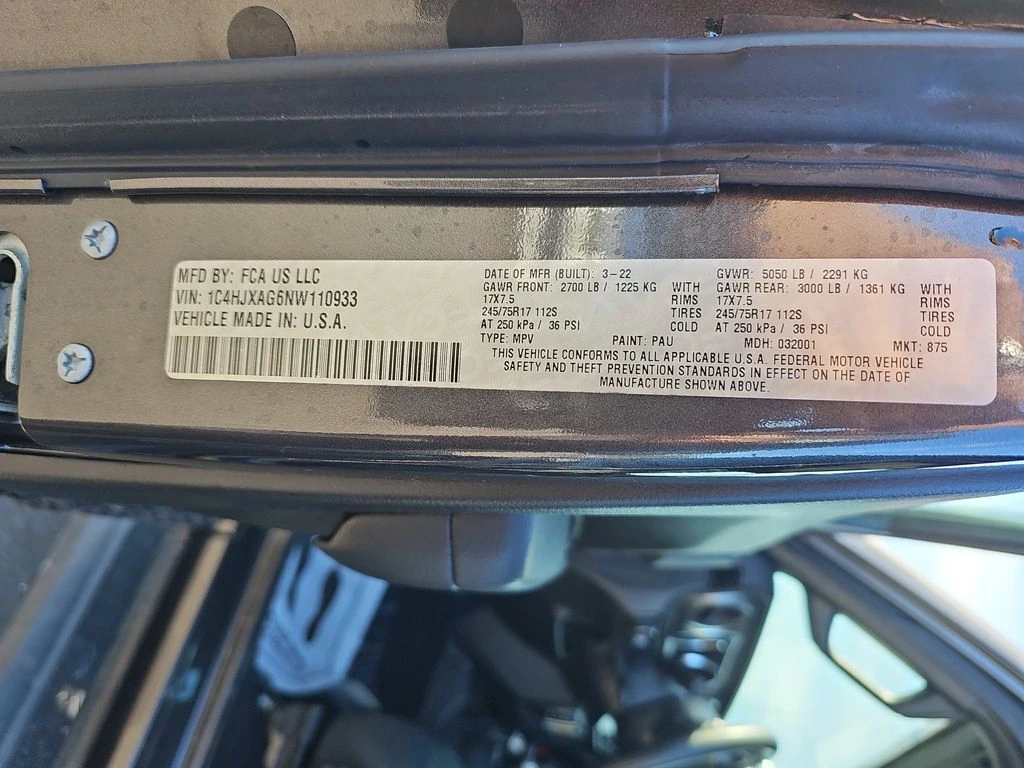 MFD BY: FCA US LLC
VIN: 1C4HJXAG6NW110933
VEHICLE MADE IN: U.S.A.
DATE OF MFR (BUILT): 3-22 GVWR: 5050 LB / 2291 KG
GAWR FRONT: 2700 LB / 1225 KG WITH GAWR REAR: 3000 LB / 1361 KG WITH
17X7.5 RIMS 17X7.5 RIMS
245/75R17 112S TIRES 245/75R17 112S TIRES
AT 250 kPa / 36 PSI COLD AT 250 kPa / 36 PSI COLD
TYPE: MPV PAINT: PAU MDH: 032001 MKT: 875
THIS VEHICLE CONFORMS TO ALL APPLICABLE U.S.A. FEDERAL MOTOR VEHICLE
SAFETY AND THEFT PREVENTION STANDARDS IN EFFECT ON THE DATE OF
MANUFACTURE SHOWN ABOVE.